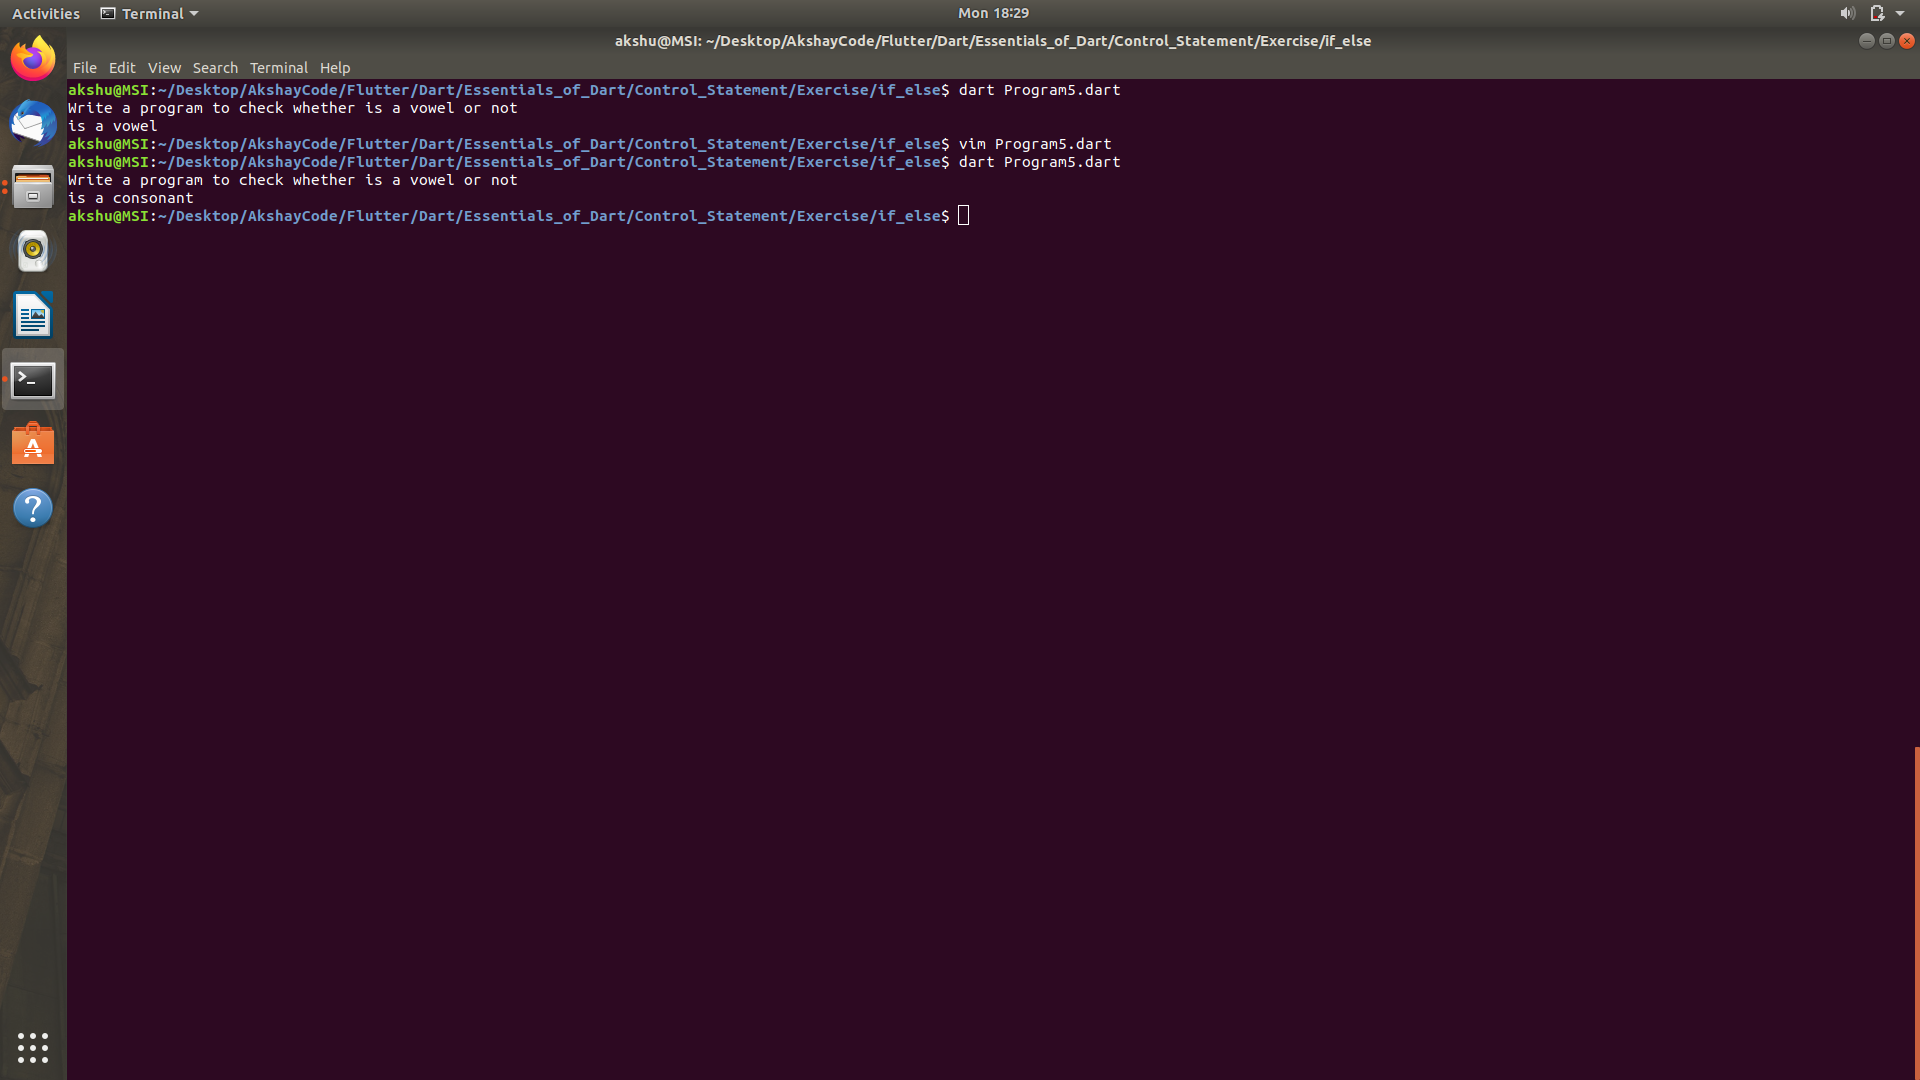 Activities Terminal Mon 18:29
akshu@MSI: ~/Desktop/AkshayCode/Flutter/Dart/Essentials_of_Dart/Control_Statement/Exercise/if_else
File Edit View Search Terminal Help
akshu@MSI:~/Desktop/AkshayCode/Flutter/Dart/Essentials_of_Dart/Control_Statement/Exercise/if_else$ dart Program5.dart
Write a program to check whether is a vowel or not
is a vowel
akshu@MSI:~/Desktop/AkshayCode/Flutter/Dart/Essentials_of_Dart/Control_Statement/Exercise/if_else$ vim Program5.dart
akshu@MSI:~/Desktop/AkshayCode/Flutter/Dart/Essentials_of_Dart/Control_Statement/Exercise/if_else$ dart Program5.dart
Write a program to check whether is a vowel or not
is a consonant
akshu@MSI:~/Desktop/AkshayCode/Flutter/Dart/Essentials_of_Dart/Control_Statement/Exercise/if_else$